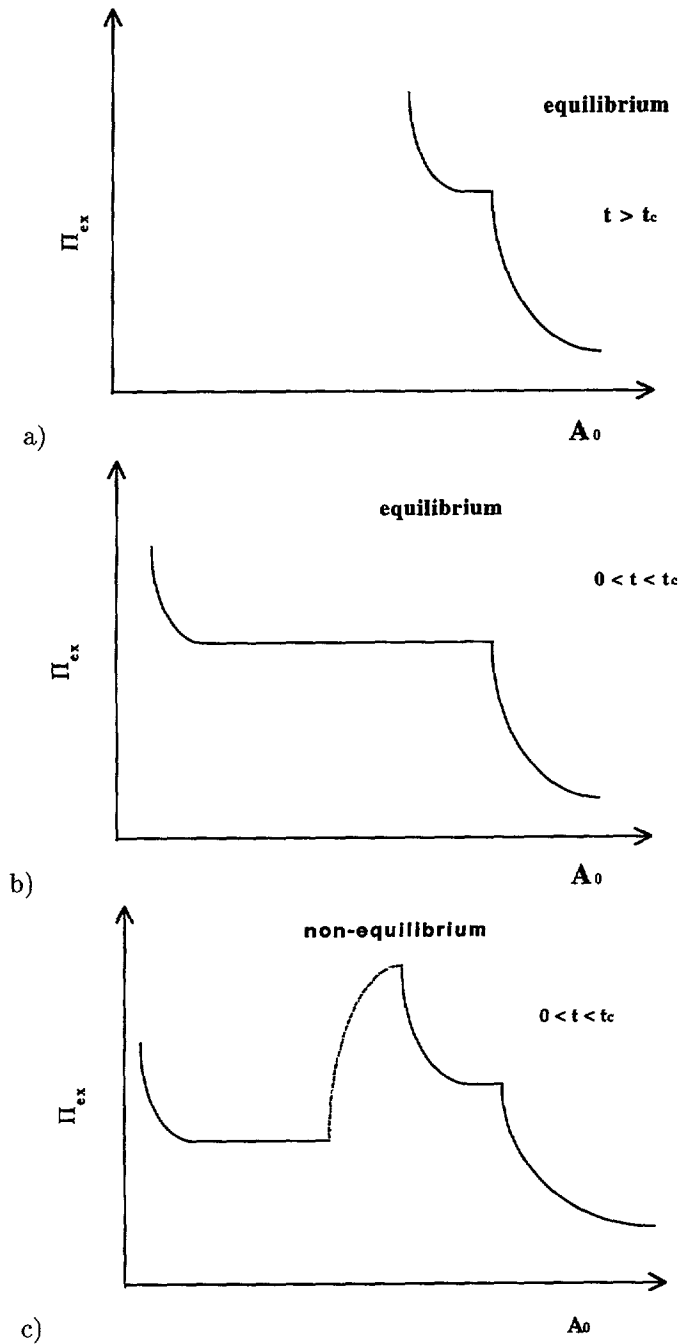 equilibrium
t > tc
Πex
A0
a)
equilibrium
0 < t < tc
Πex
A0
b)
non-equilibrium
0 < t < tc
Πex
A0
c)